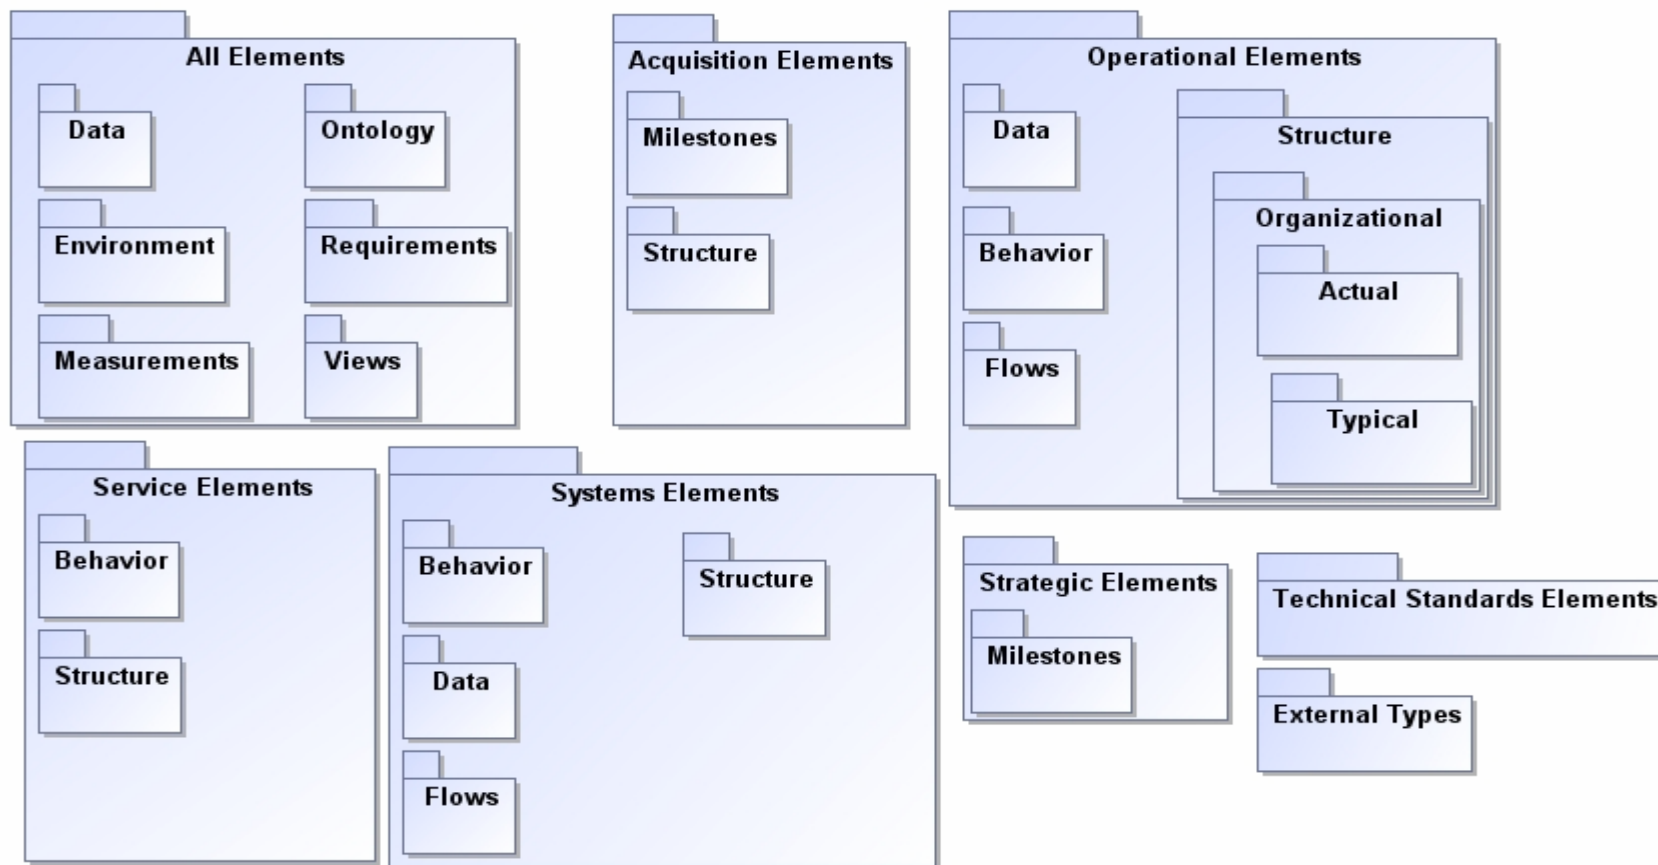 All Elements
Data
Ontology
Environment
Requirements
Measurements
Views
Acquisition Elements
Milestones
Structure
Operational Elements
Data
Behavior
Flows
Structure
Organizational
Actual
Typical
Service Elements
Behavior
Structure
Systems Elements
Behavior
Structure
Data
Flows
Strategic Elements
Milestones
Technical Standards Elements
External Types